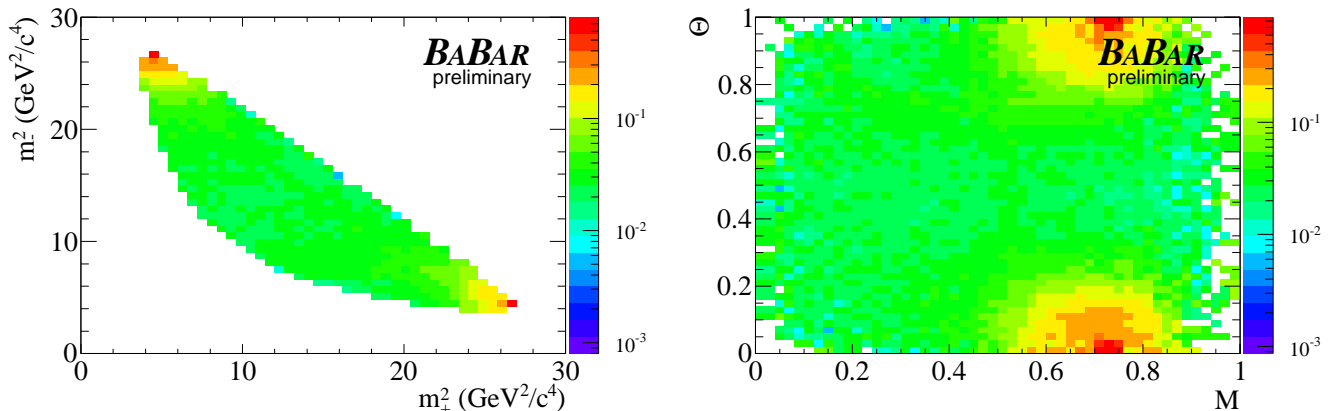 30
20
10
0
0 10 20 30
m₋² (GeV²/c⁴)
m₊² (GeV²/c⁴)
BABAR
preliminary
10⁻¹
10⁻²
10⁻³
Θ
1
0.8
0.6
0.4
0.2
0
0 0.2 0.4 0.6 0.8 1
M
BABAR
preliminary
10⁻¹
10⁻²
10⁻³